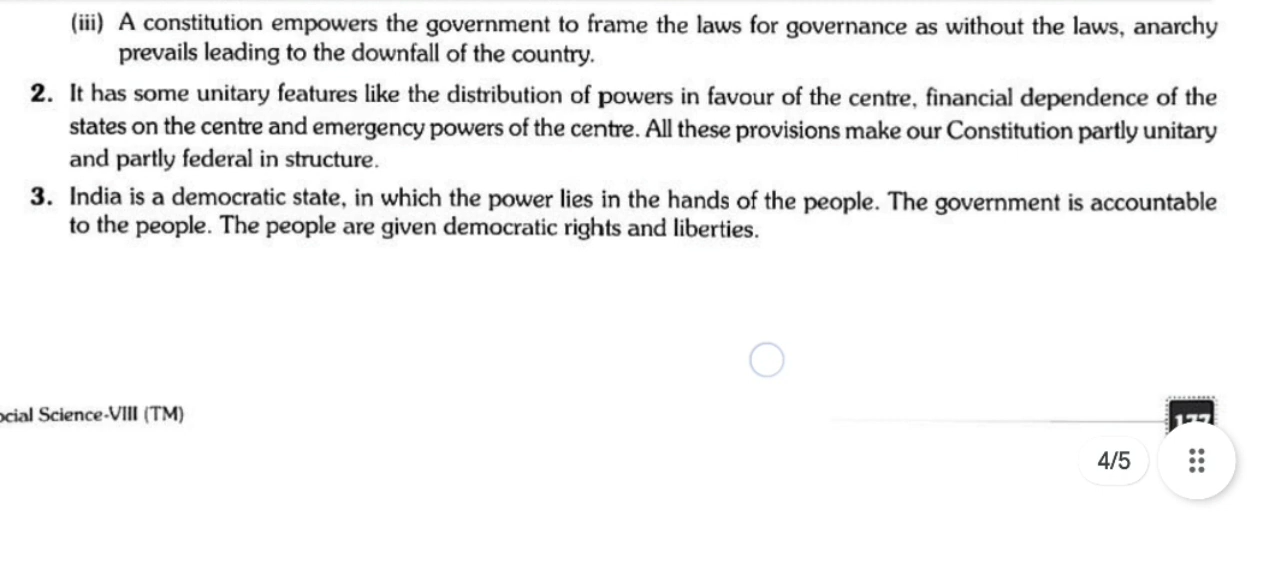 (iii) A constitution empowers the government to frame the laws for governance as without the laws, anarchy
prevails leading to the downfall of the country.
2. It has some unitary features like the distribution of powers in favour of the centre, financial dependence of the
states on the centre and emergency powers of the centre. All these provisions make our Constitution partly unitary
and partly federal in structure.
3. India is a democratic state, in which the power lies in the hands of the people. The government is accountable
to the people. The people are given democratic rights and liberties.
Science-VIII (TM)
4/5